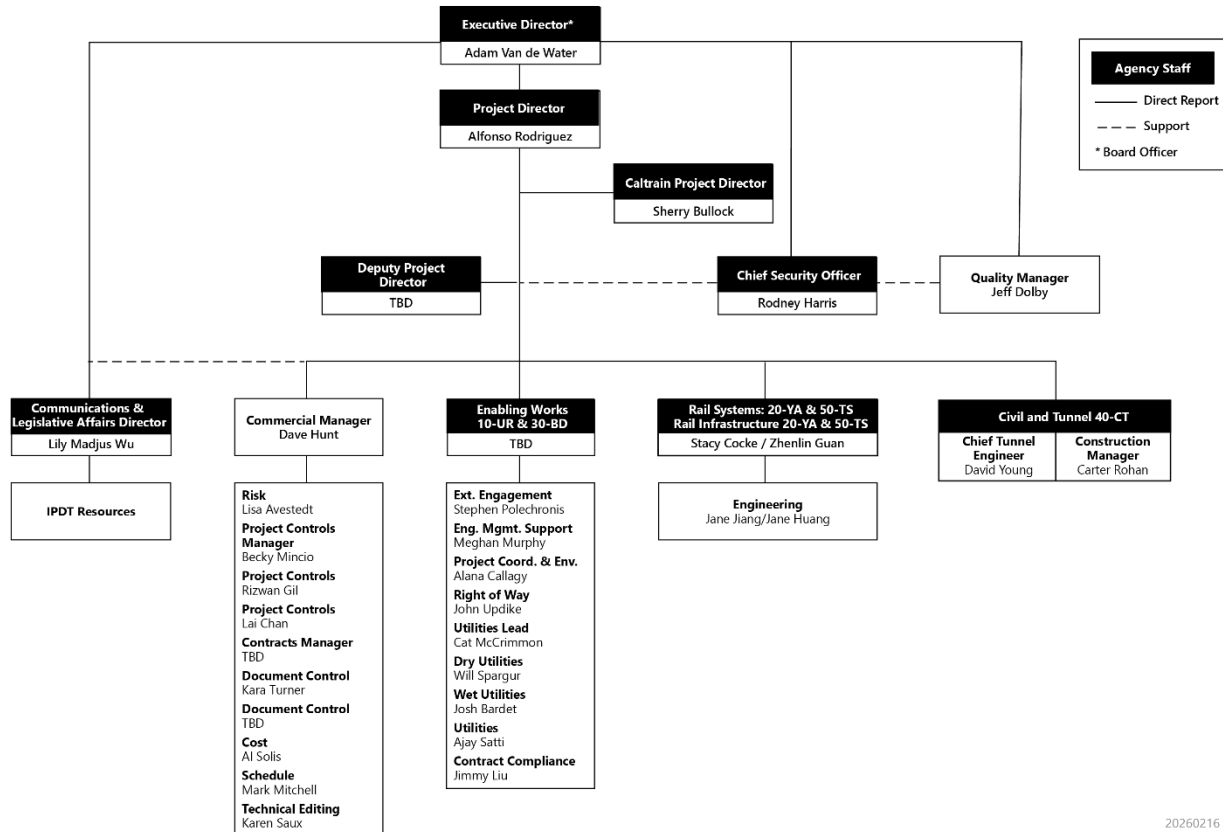 Executive Director*
Adam Van de Water
Agency Staff
Direct Report
Support
* Board Officer
Project Director
Alfonso Rodriguez
Caltrain Project Director
Sherry Bullock
Deputy Project
Director
TBD
Chief Security Officer
Rodney Harris
Quality Manager
Jeff Dolby
Communications &
Legislative Affairs Director
Lily Madjus Wu
IPDT Resources
Commercial Manager
Dave Hunt
Risk
Lisa Avestedt
Project Controls
Manager
Becky Mincio
Project Controls
Rizwan Gil
Project Controls
Lai Chan
Contracts Manager
TBD
Document Control
Kara Turner
Document Control
TBD
Cost
Al Solis
Schedule
Mark Mitchell
Technical Editing
Karen Saux
Enabling Works
10-UR & 30-BD
TBD
Ext. Engagement
Stephen Polechronis
Eng. Mgmt. Support
Meghan Murphy
Project Coord. & Env.
Alana Callagy
Right of Way
John Updike
Utilities Lead
Cat McCrimmon
Dry Utilities
Will Spargur
Wet Utilities
Josh Bardet
Utilities
Ajay Satti
Contract Compliance
Jimmy Liu
Rail Systems: 20-YA & 50-TS
Rail Infrastructure 20-YA & 50-TS
Stacy Cocke / Zhenlin Guan
Engineering
Jane Jiang/Jane Huang
Civil and Tunnel 40-CT
Chief Tunnel
Engineer
David Young
Construction
Manager
Carter Rohan
20260216